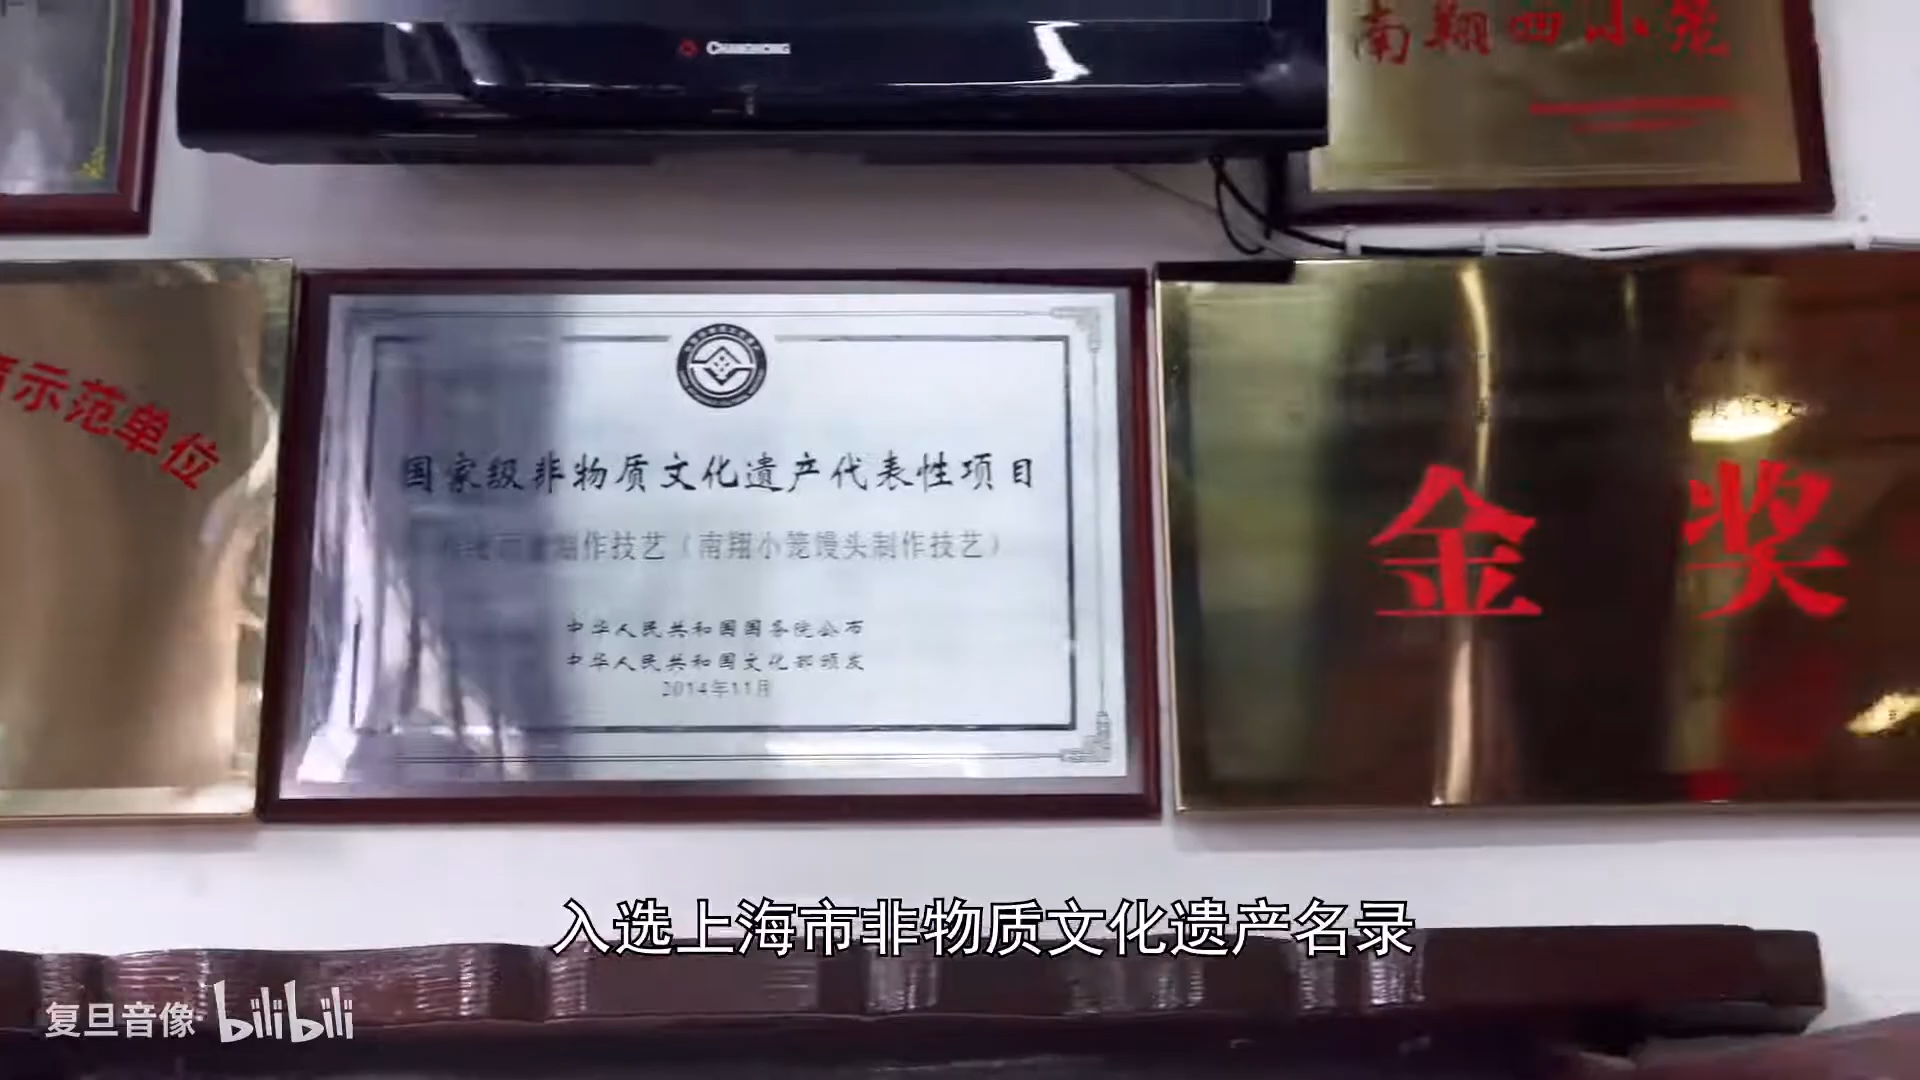 CHANGHONG
南翔四小笼
示范单位
国家级非物质文化遗产代表性项目
作技艺（南翔小笼馒头制作技艺）
中华人民共和国国务院公布
中华人民共和国文化部颁发
2014年11月
金奖
入选上海市非物质文化遗产名录
复旦音像 bilibili